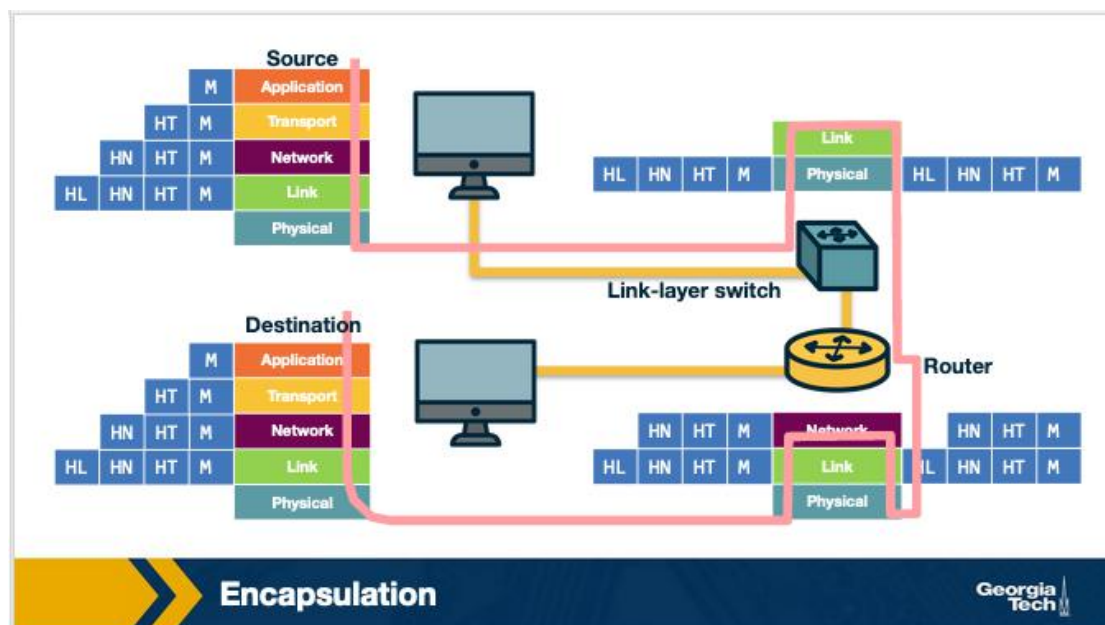 Source
M Application
HT M Transport
HN HT M Network
HL HN HT M Link
Physical
Link
HL HN HT M Physical HL HN HT M
Link-layer switch
Router
Destination
M Application
HT M Transport
HN HT M Network
HL HN HT M Link
Physical
HN HT M Network HN HT M
HL HN HT M Link HL HN HT M
Physical
Encapsulation
Georgia
Tech